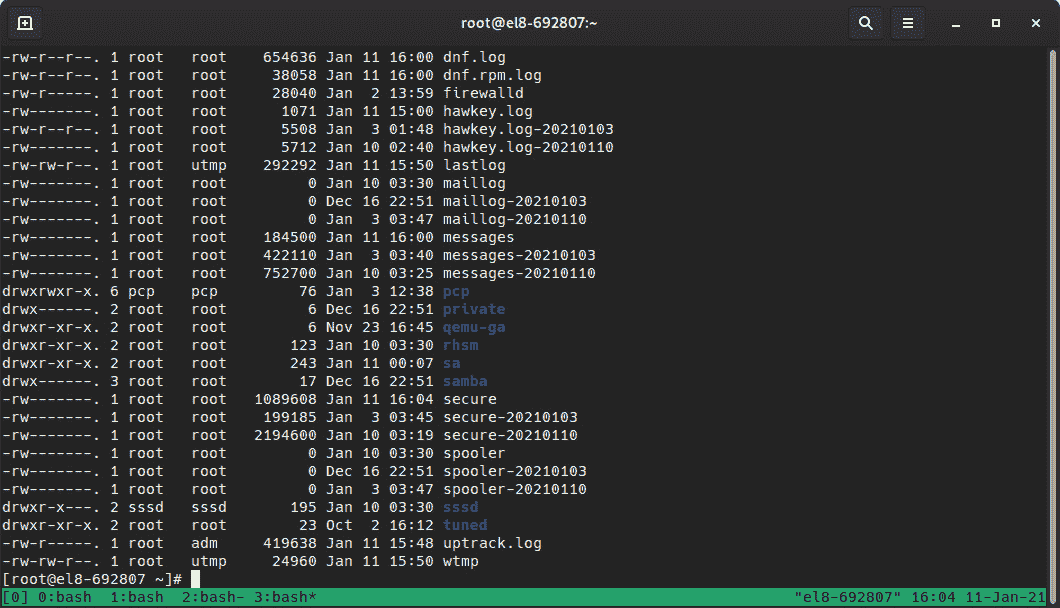 root@el8-692807:~
-rw-r--r--. 1 root   root    654636 Jan 11 16:00 dnf.log
-rw-r--r--. 1 root   root     38058 Jan 11 16:00 dnf.rpm.log
-rw-r-----. 1 root   root     28040 Jan  2 13:59 firewalld
-rw-------. 1 root   root      1071 Jan 11 15:00 hawkey.log
-rw-r--r--. 1 root   root      5508 Jan  3 01:48 hawkey.log-20210103
-rw-------. 1 root   root      5712 Jan 10 02:40 hawkey.log-20210110
-rw-rw-r--. 1 root   utmp    292292 Jan 11 15:50 lastlog
-rw-------. 1 root   root         0 Jan 10 03:30 maillog
-rw-------. 1 root   root         0 Dec 16 22:51 maillog-20210103
-rw-------. 1 root   root         0 Jan  3 03:47 maillog-20210110
-rw-------. 1 root   root    184500 Jan 11 16:00 messages
-rw-------. 1 root   root    422110 Jan  3 03:40 messages-20210103
-rw-------. 1 root   root    752700 Jan 10 03:25 messages-20210110
drwxrwxr-x. 6 pcp    pcp         76 Jan  3 12:38 pcp
drwx------. 2 root   root         6 Dec 16 22:51 private
drwxr-xr-x. 2 root   root         6 Nov 23 16:45 qemu-ga
drwxr-xr-x. 2 root   root       123 Jan 10 03:30 rhsm
drwxr-xr-x. 2 root   root       243 Jan 11 00:07 sa
drwx------. 3 root   root        17 Dec 16 22:51 samba
-rw-------. 1 root   root   1089608 Jan 11 16:04 secure
-rw-------. 1 root   root    199185 Jan  3 03:45 secure-20210103
-rw-------. 1 root   root   2194600 Jan 10 03:19 secure-20210110
-rw-------. 1 root   root         0 Jan 10 03:30 spooler
-rw-------. 1 root   root         0 Dec 16 22:51 spooler-20210103
-rw-------. 1 root   root         0 Jan  3 03:47 spooler-20210110
drwxr-x---. 2 sssd   sssd       195 Jan 10 03:30 sssd
drwxr-xr-x. 2 root   root        23 Oct  2 16:12 tuned
-rw-r-----. 1 root   adm     419638 Jan 11 15:48 uptrack.log
-rw-rw-r--. 1 root   utmp     24960 Jan 11 15:50 wtmp
[root@el8-692807 ~]#
[0] 0:bash  1:bash  2:bash- 3:bash* "el8-692807" 16:04 11-Jan-21